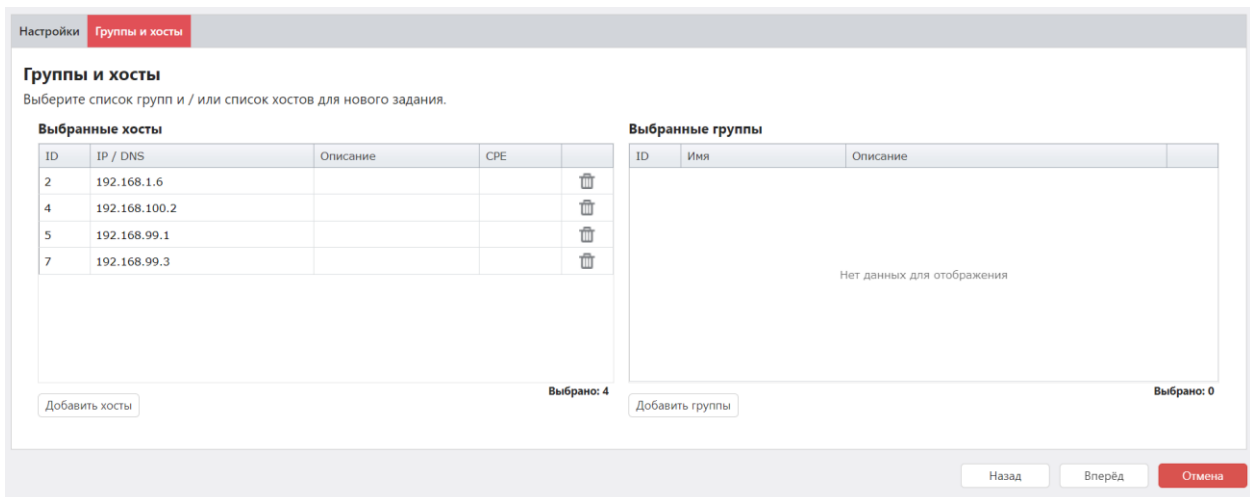 Настройки Группы и хосты
Группы и хосты
Выберите список групп и / или список хостов для нового задания.
Выбранные хосты
ID IP / DNS Описание CPE
2 192.168.1.6
4 192.168.100.2
5 192.168.99.1
7 192.168.99.3
Выбрано: 4
Добавить хосты
Выбранные группы
ID Имя Описание
Нет данных для отображения
Выбрано: 0
Добавить группы
Назад Вперёд Отмена